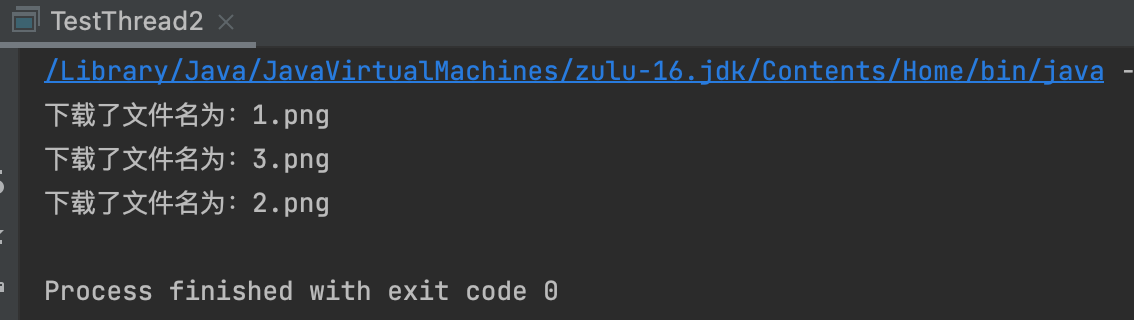 TestThread2
/Library/Java/JavaVirtualMachines/zulu-16.jdk/Contents/Home/bin/java -
下载了文件名为：1.png
下载了文件名为：3.png
下载了文件名为：2.png
Process finished with exit code 0